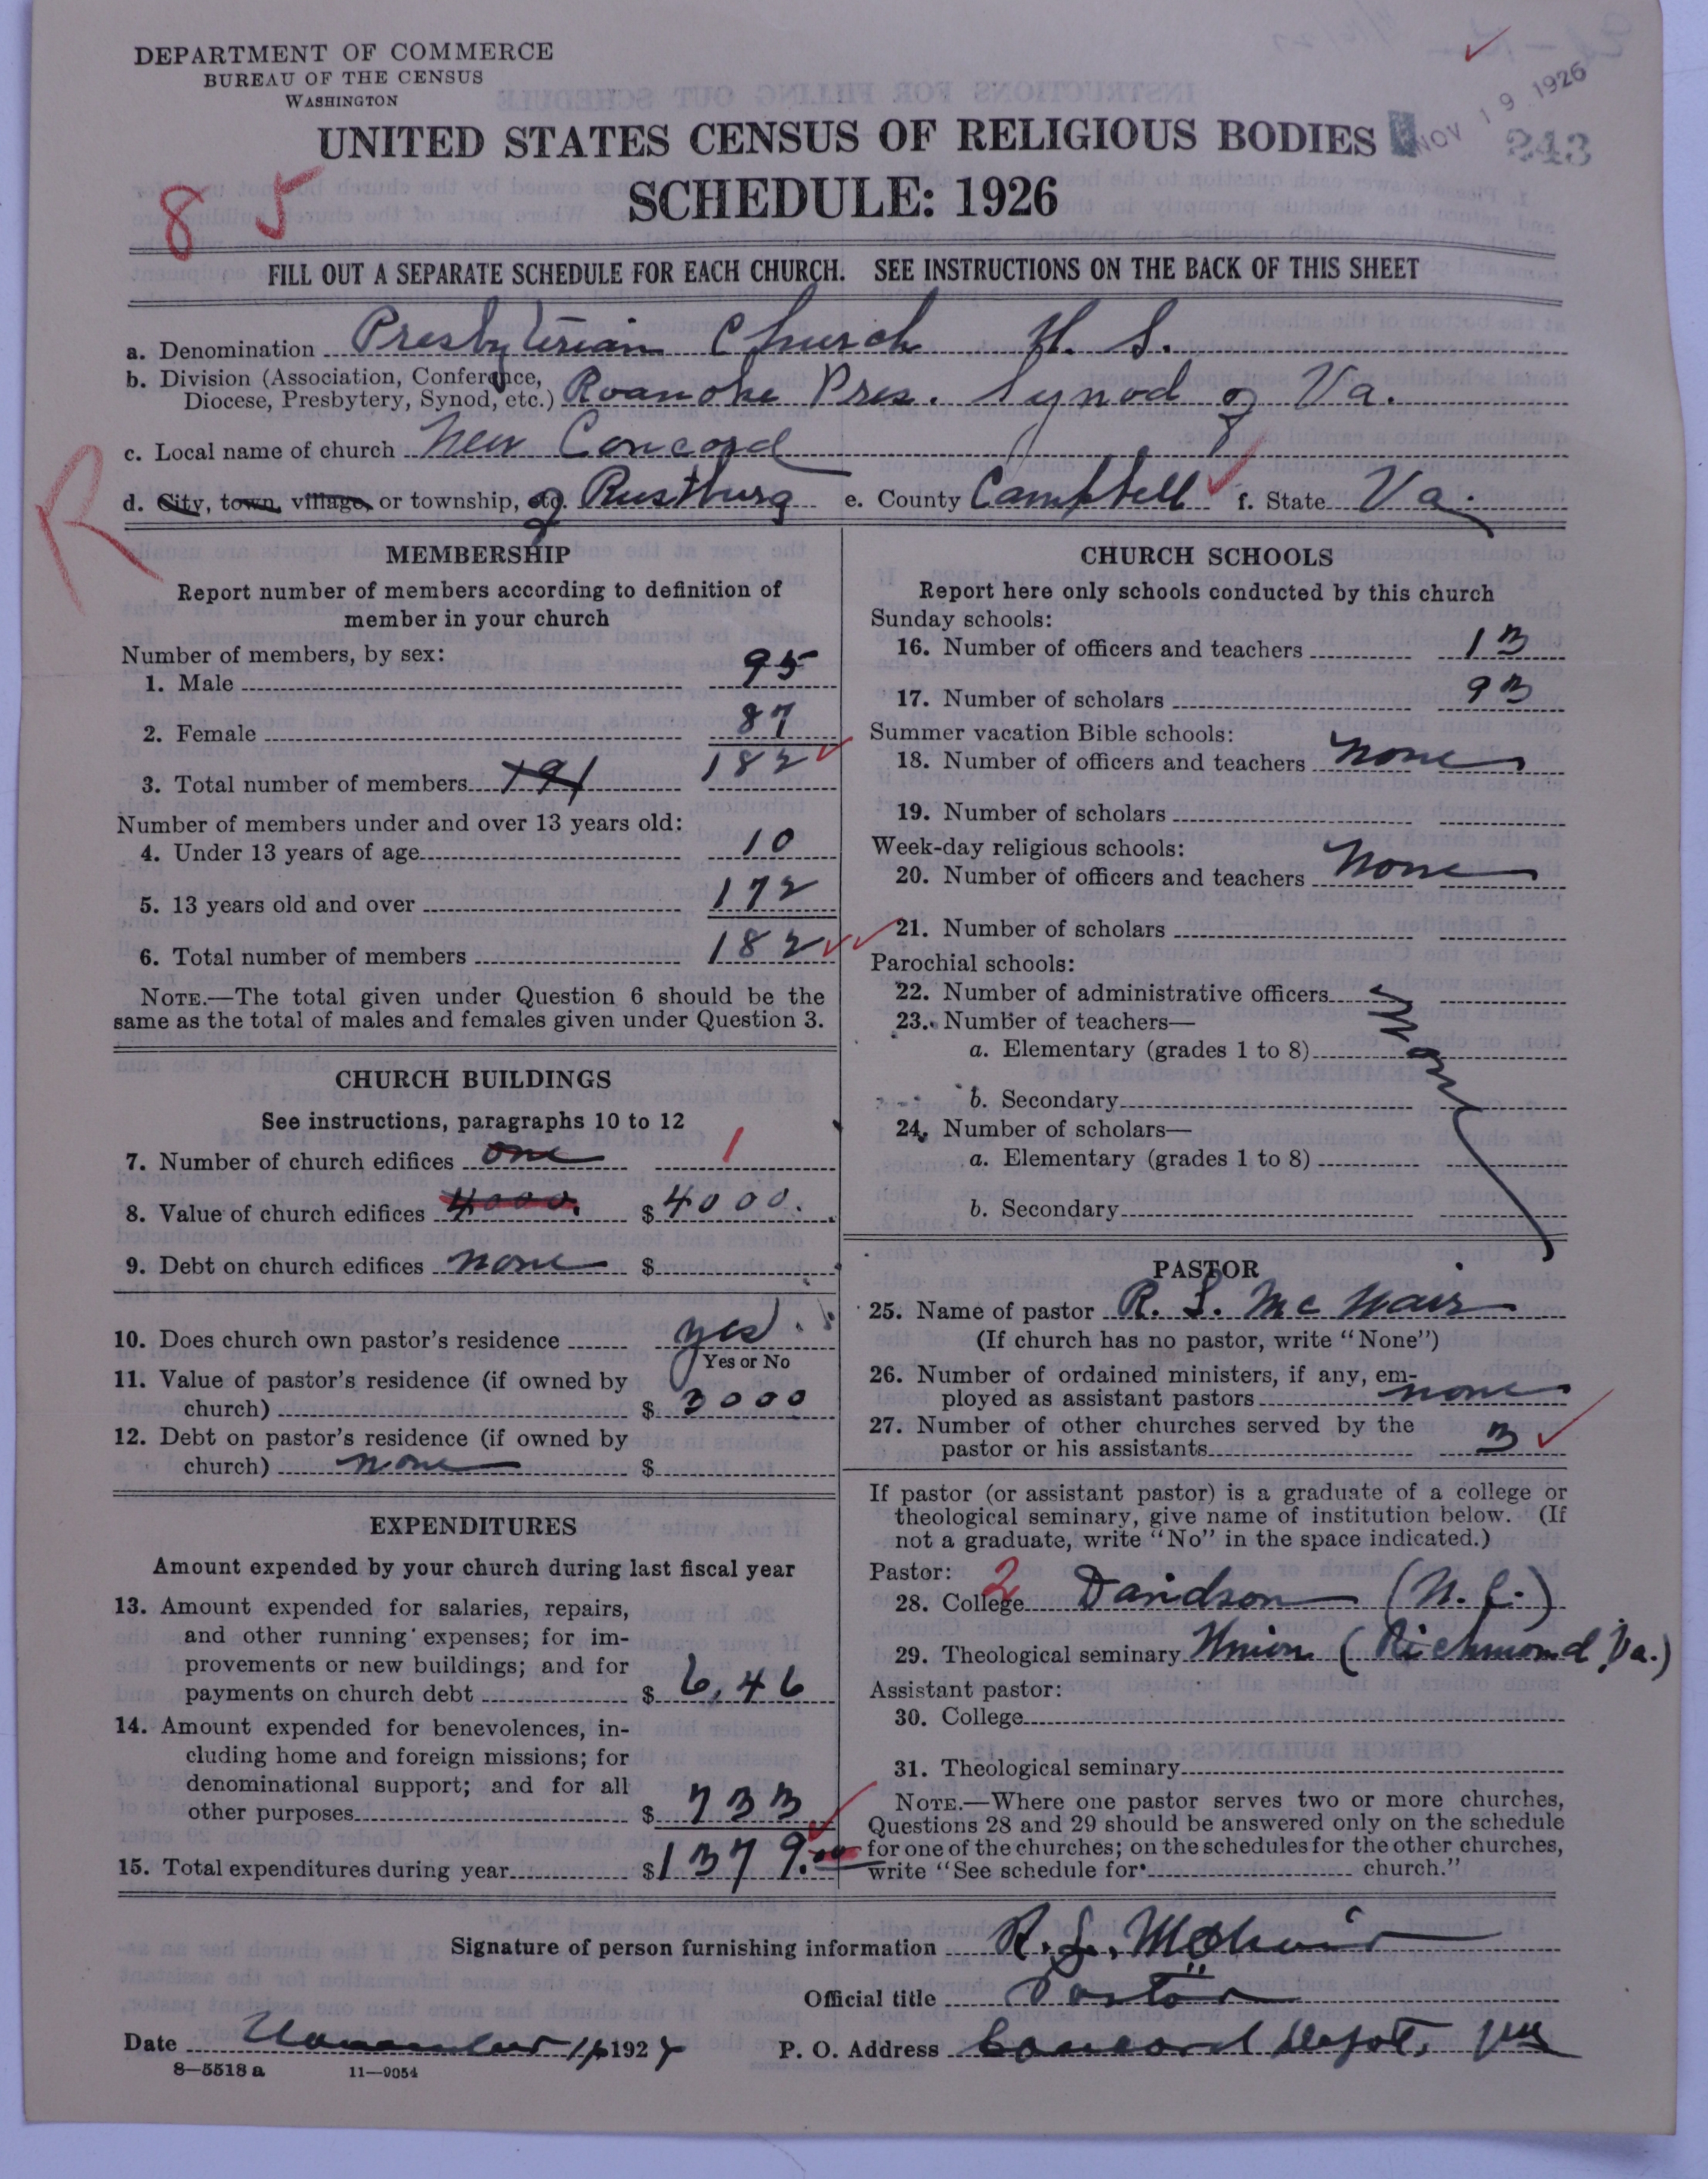 DEPARTMENT OF COMMERCE
BUREAU OF THE CENSUS
WASHINGTON
NOV 19 1926
243
UNITED STATES CENSUS OF RELIGIOUS BODIES
SCHEDULE: 1926
8 5
FILL OUT A SEPARATE SCHEDULE FOR EACH CHURCH. SEE INSTRUCTIONS ON THE BACK OF THIS SHEET
a. Denomination Presbyterian Church U. S.
b. Division (Association, Conference, Diocese, Presbytery, Synod, etc.) Roanoke Pres. Synod of Va.
c. Local name of church New Concord
R
d. City, town, village, or township, etc. of Rustburg e. County Campbell f. State Va.
MEMBERSHIP
Report number of members according to definition of
member in your church
Number of members, by sex:
1. Male 95
2. Female 87
3. Total number of members 191 182
Number of members under and over 13 years old:
4. Under 13 years of age 10
5. 13 years old and over 172
6. Total number of members 182
NOTE.—The total given under Question 6 should be the
same as the total of males and females given under Question 3.
CHURCH BUILDINGS
See instructions, paragraphs 10 to 12
7. Number of church edifices one 1
8. Value of church edifices 4000. $4000.
9. Debt on church edifices none $
10. Does church own pastor's residence yes.
Yes or No
11. Value of pastor's residence (if owned by
church) $ 3000
12. Debt on pastor's residence (if owned by
church) none $
EXPENDITURES
Amount expended by your church during last fiscal year
13. Amount expended for salaries, repairs,
and other running expenses; for im-
provements or new buildings; and for
payments on church debt $ 6,46
14. Amount expended for benevolences, in-
cluding home and foreign missions; for
denominational support; and for all
other purposes $ 733
15. Total expenditures during year $1379.00
CHURCH SCHOOLS
Report here only schools conducted by this church
Sunday schools:
16. Number of officers and teachers 13
17. Number of scholars 93
Summer vacation Bible schools:
18. Number of officers and teachers none
19. Number of scholars
Week-day religious schools:
20. Number of officers and teachers none
21. Number of scholars
Parochial schools:
22. Number of administrative officers none
23. Number of teachers—
a. Elementary (grades 1 to 8)
b. Secondary
24. Number of scholars—
a. Elementary (grades 1 to 8)
b. Secondary
PASTOR
25. Name of pastor R. S. McNair
(If church has no pastor, write "None")
26. Number of ordained ministers, if any, em-
ployed as assistant pastors none
27. Number of other churches served by the
pastor or his assistants 3
If pastor (or assistant pastor) is a graduate of a college or
theological seminary, give name of institution below. (If
not a graduate, write "No" in the space indicated.)
Pastor: 2
28. College Davidson (N. C.)
29. Theological seminary Union (Richmond Va.)
Assistant pastor:
30. College
31. Theological seminary
NOTE.—Where one pastor serves two or more churches,
Questions 28 and 29 should be answered only on the schedule
for one of the churches; on the schedules for the other churches,
write "See schedule for church."
Signature of person furnishing information R. S. McNair
Official title Pastor
Date November 192 P. O. Address Concord Depot, Va
8—5518 a 11—9054